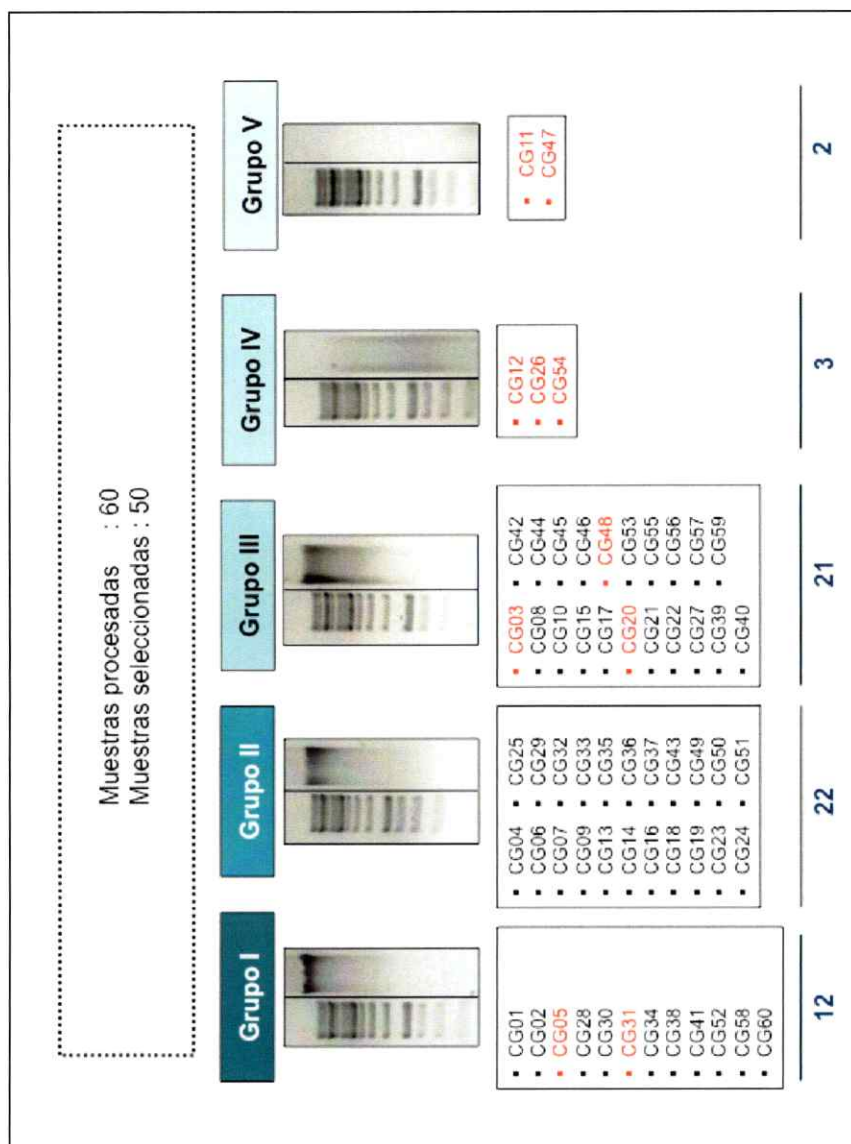 Muestras procesadas : 60
Muestras seleccionadas : 50
Grupo I
Grupo II
Grupo III
Grupo IV
Grupo V
▪ CG01
▪ CG02
▪ CG05
▪ CG28
▪ CG30
▪ CG31
▪ CG34
▪ CG38
▪ CG41
▪ CG52
▪ CG58
▪ CG60
▪ CG04 ▪ CG25
▪ CG06 ▪ CG29
▪ CG07 ▪ CG32
▪ CG09 ▪ CG33
▪ CG13 ▪ CG35
▪ CG14 ▪ CG36
▪ CG16 ▪ CG37
▪ CG18 ▪ CG43
▪ CG19 ▪ CG49
▪ CG23 ▪ CG50
▪ CG24 ▪ CG51
▪ CG03 ▪ CG42
▪ CG08 ▪ CG44
▪ CG10 ▪ CG45
▪ CG15 ▪ CG46
▪ CG17 ▪ CG48
▪ CG20 ▪ CG53
▪ CG21 ▪ CG55
▪ CG22 ▪ CG56
▪ CG27 ▪ CG57
▪ CG39 ▪ CG59
▪ CG40
▪ CG12
▪ CG26
▪ CG54
▪ CG11
▪ CG47
12
22
21
3
2